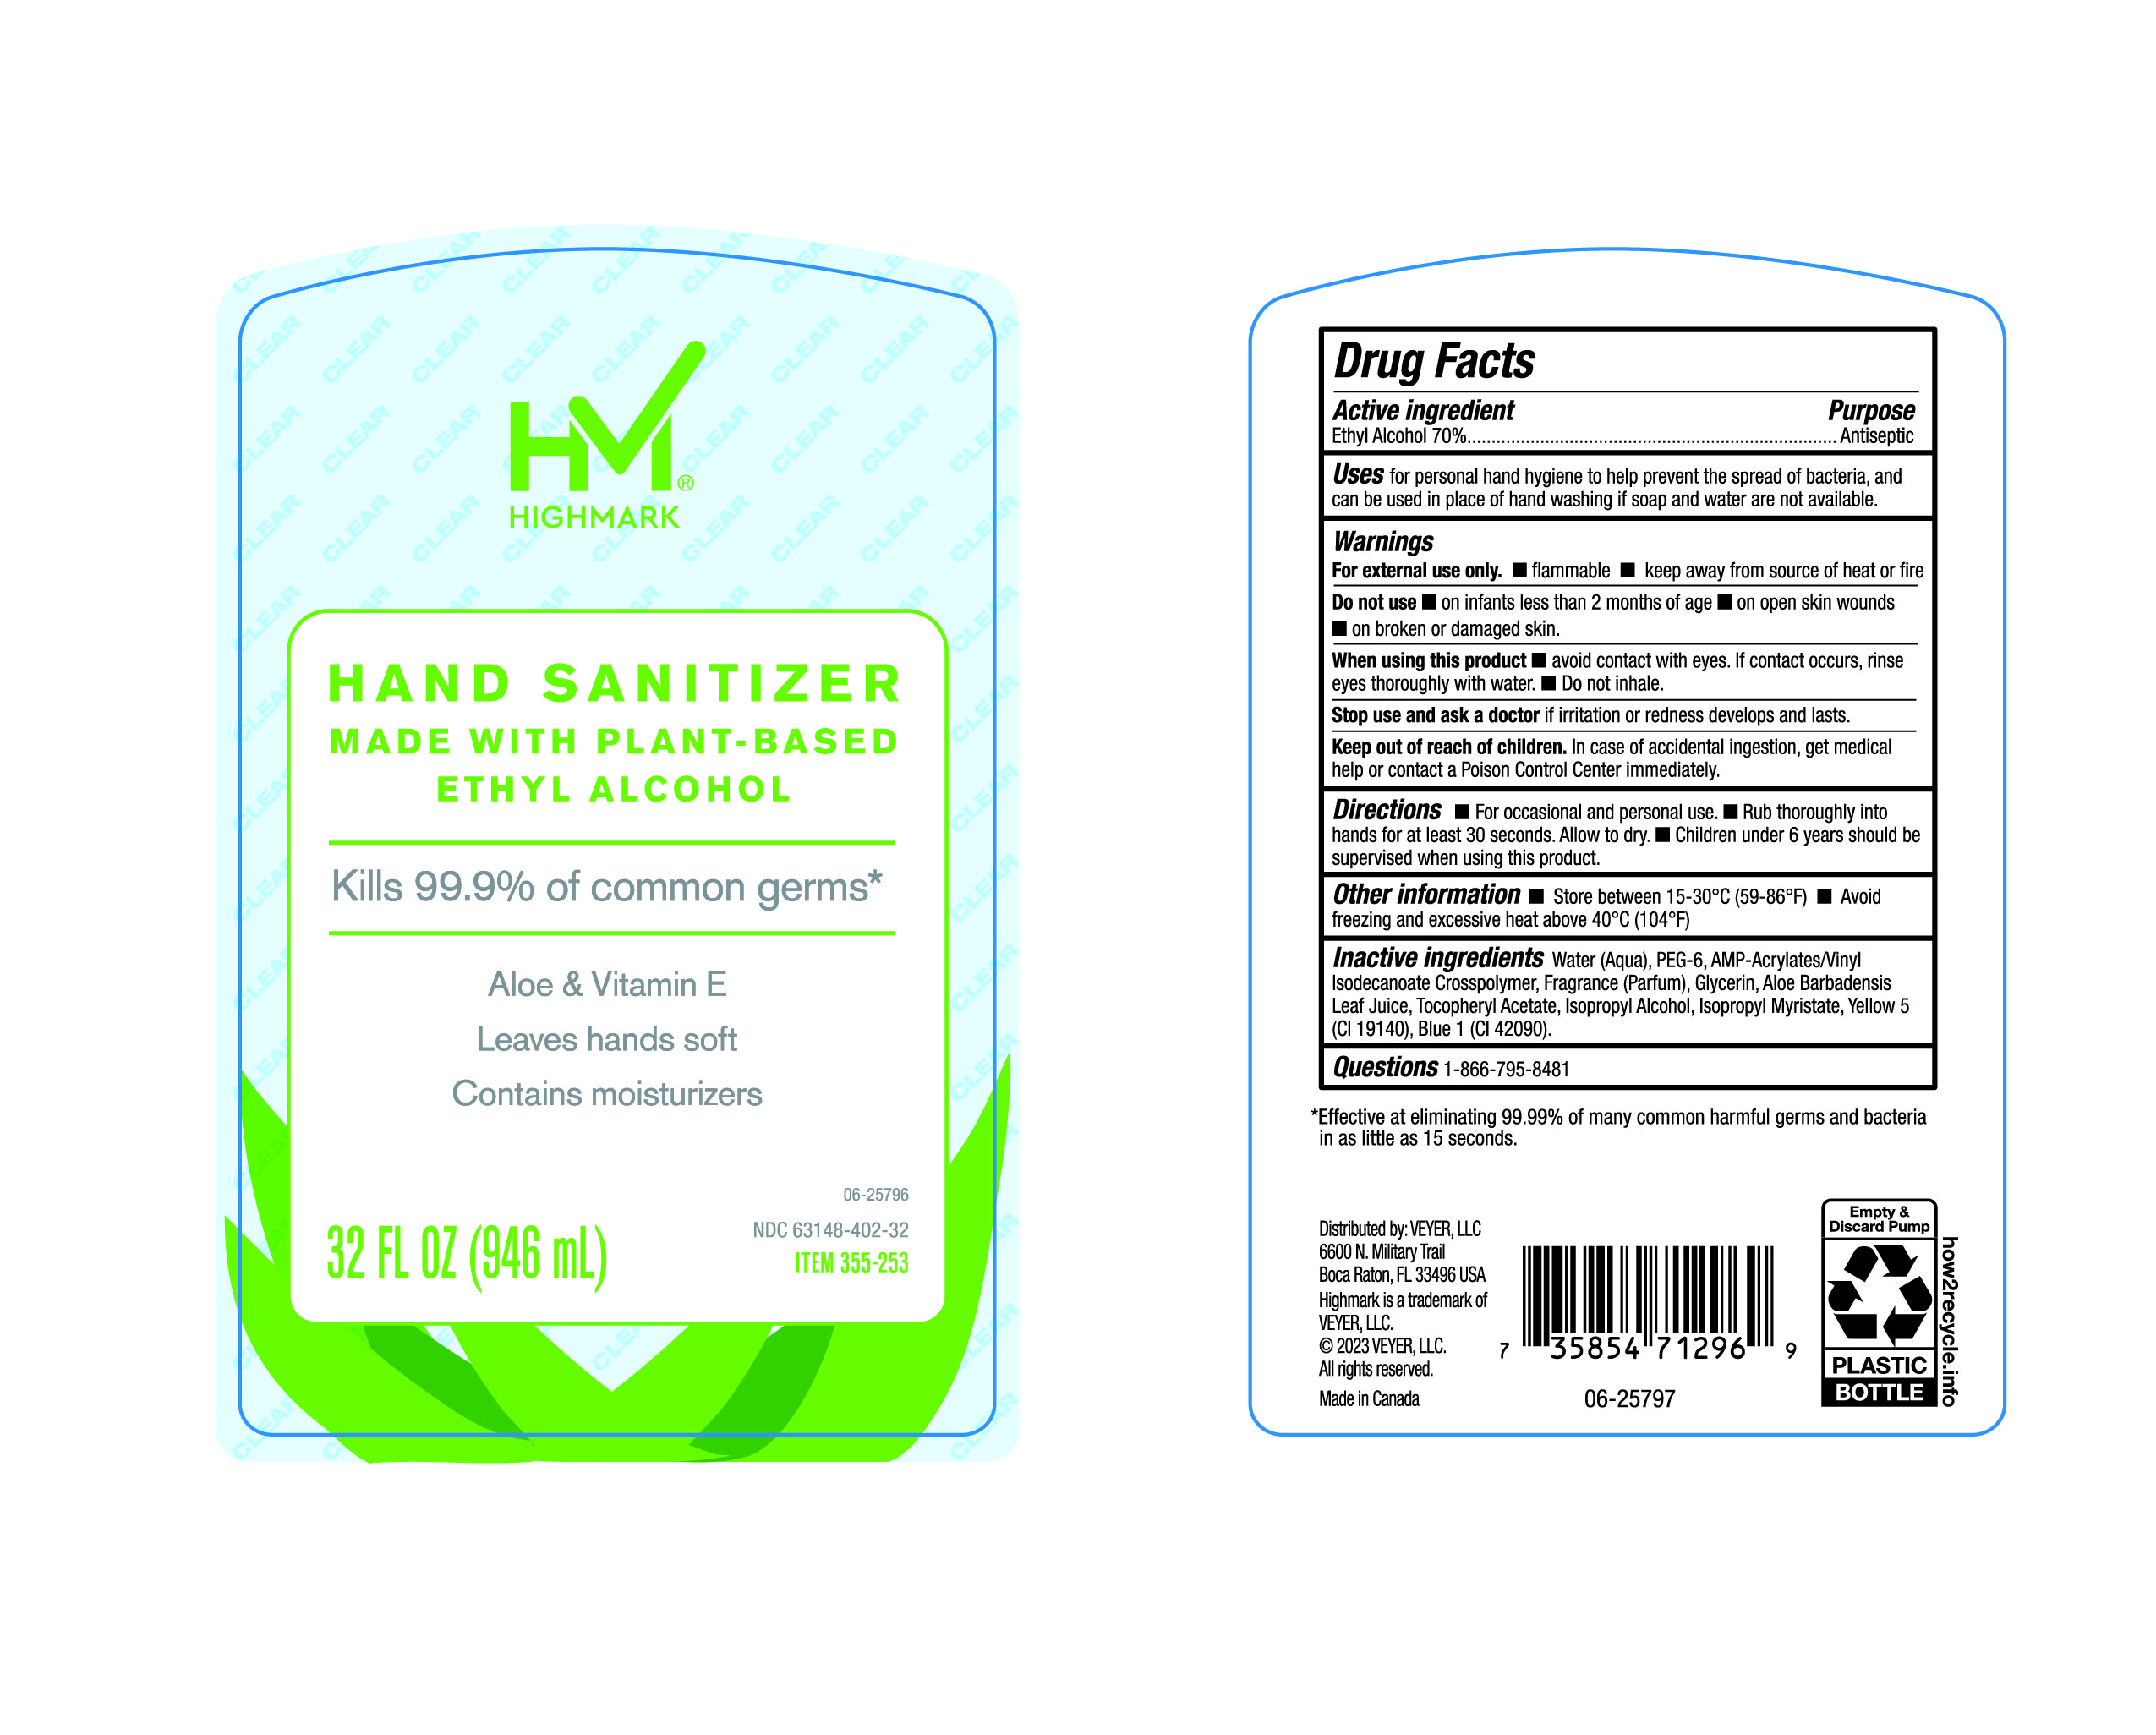 HM®
HIGHMARK
HAND SANITIZER
MADE WITH PLANT-BASED
ETHYL ALCOHOL
Kills 99.9% of common germs*
Aloe & Vitamin E
Leaves hands soft
Contains moisturizers
06-25796
NDC 63148-402-32
32 FL OZ (946 mL)
ITEM 355-253
CLEAR
Drug Facts
Active ingredient Purpose
Ethyl Alcohol 70%.............................................................................. Antiseptic
Uses for personal hand hygiene to help prevent the spread of bacteria, and
can be used in place of hand washing if soap and water are not available.
Warnings
For external use only. ■ flammable ■ keep away from source of heat or fire
Do not use ■ on infants less than 2 months of age ■ on open skin wounds
■ on broken or damaged skin.
When using this product ■ avoid contact with eyes. If contact occurs, rinse
eyes thoroughly with water. ■ Do not inhale.
Stop use and ask a doctor if irritation or redness develops and lasts.
Keep out of reach of children. In case of accidental ingestion, get medical
help or contact a Poison Control Center immediately.
Directions ■ For occasional and personal use. ■ Rub thoroughly into
hands for at least 30 seconds. Allow to dry. ■ Children under 6 years should be
supervised when using this product.
Other information ■ Store between 15-30°C (59-86°F) ■ Avoid
freezing and excessive heat above 40°C (104°F)
Inactive ingredients Water (Aqua), PEG-6, AMP-Acrylates/Vinyl
Isodecanoate Crosspolymer, Fragrance (Parfum), Glycerin, Aloe Barbadensis
Leaf Juice, Tocopheryl Acetate, Isopropyl Alcohol, Isopropyl Myristate, Yellow 5
(CI 19140), Blue 1 (CI 42090).
Questions 1-866-795-8481
*Effective at eliminating 99.99% of many common harmful germs and bacteria
in as little as 15 seconds.
Distributed by: VEYER, LLC
6600 N. Military Trail
Boca Raton, FL 33496 USA
Highmark is a trademark of
VEYER, LLC.
© 2023 VEYER, LLC.
All rights reserved.
Made in Canada
7 35854 71296 9
06-25797
Empty &
Discard Pump
PLASTIC
BOTTLE
how2recycle.info